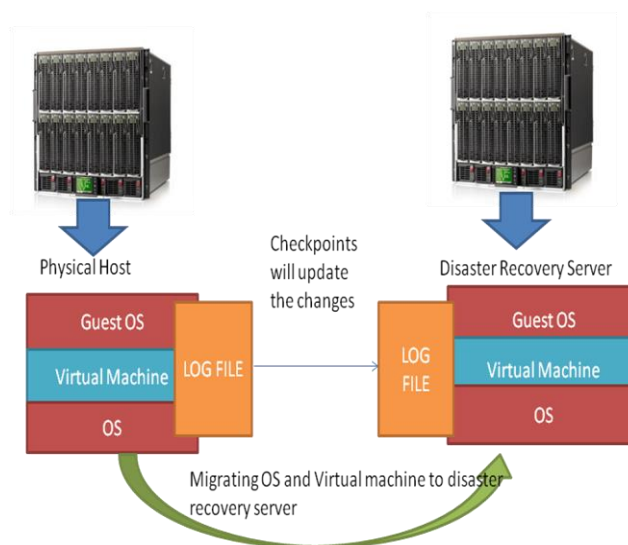 Physical Host
Checkpoints
will update
the changes
Disaster Recovery Server
Guest OS
Virtual Machine
OS
LOG FILE
LOG
FILE
Guest OS
Virtual Machine
OS
Migrating OS and Virtual machine to disaster
recovery server